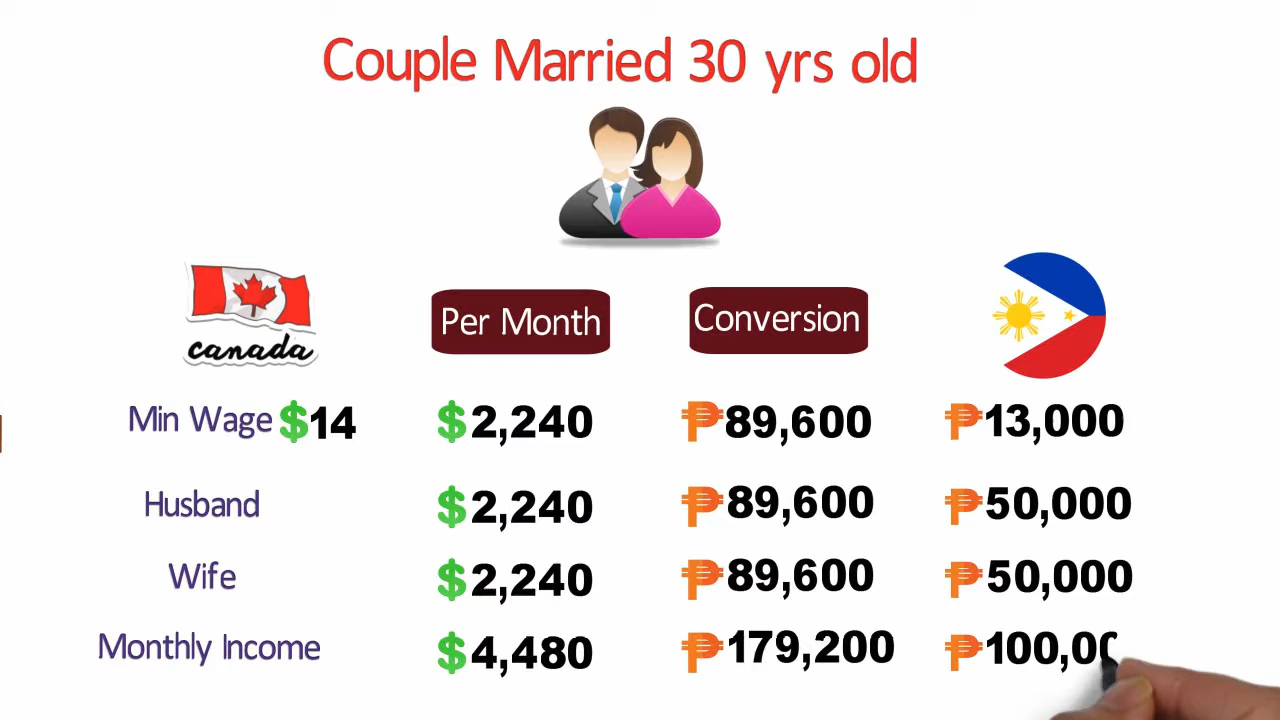 Couple Married 30 yrs old
canada
Per Month
Conversion
Min Wage $14 $2,240 ₱89,600 ₱13,000
Husband $2,240 ₱89,600 ₱50,000
Wife $2,240 ₱89,600 ₱50,000
Monthly Income $4,480 ₱179,200 ₱100,00